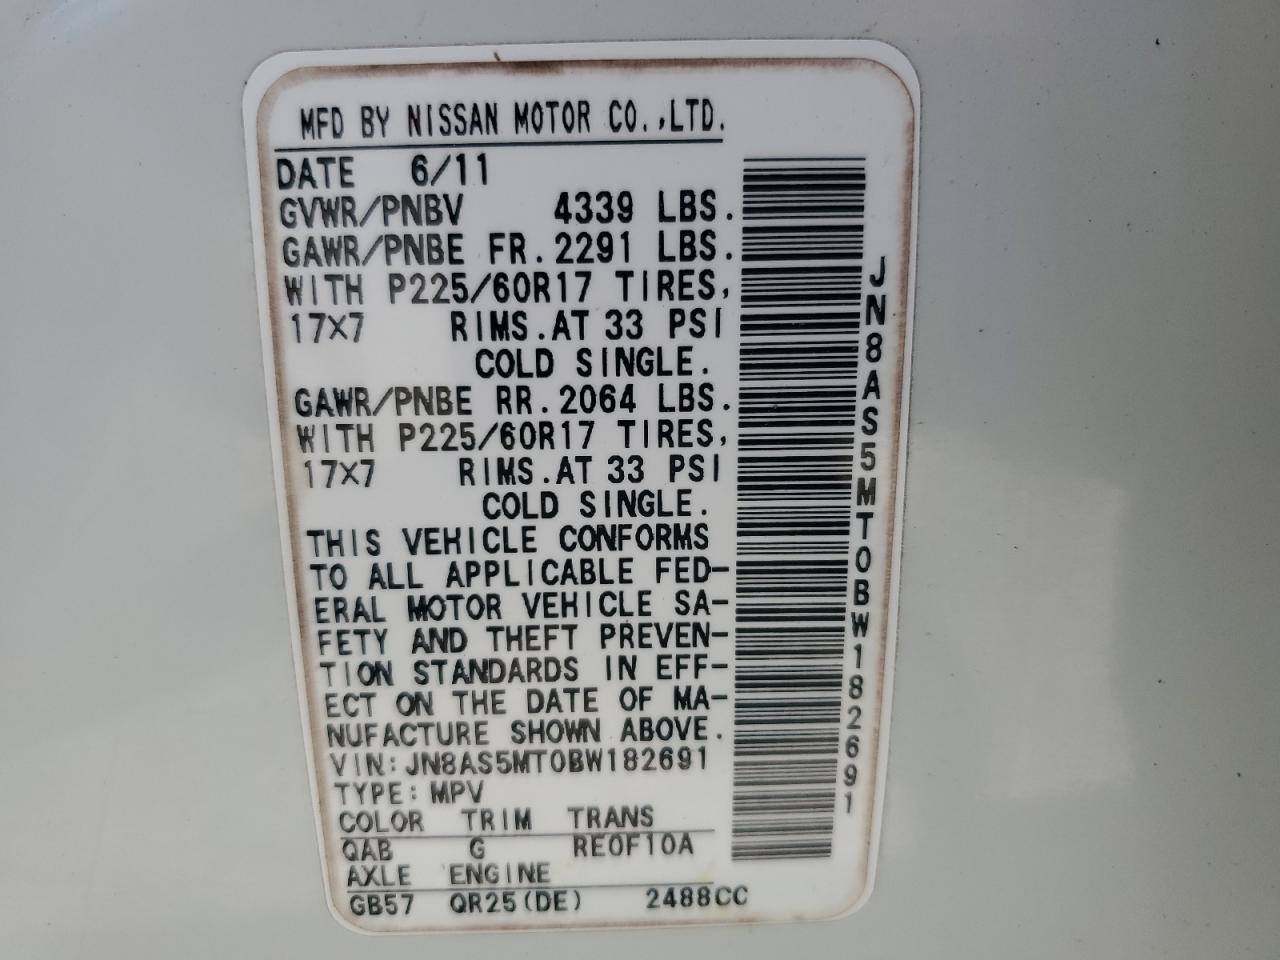 MFD BY NISSAN MOTOR CO.,LTD.
DATE 6/11
GVWR/PNBV 4339 LBS.
GAWR/PNBE FR.2291 LBS.
WITH P225/60R17 TIRES,
17X7 RIMS.AT 33 PSI
COLD SINGLE.
GAWR/PNBE RR.2064 LBS.
WITH P225/60R17 TIRES,
17X7 RIMS.AT 33 PSI
COLD SINGLE.
THIS VEHICLE CONFORMS
TO ALL APPLICABLE FED-
ERAL MOTOR VEHICLE SA-
FETY AND THEFT PREVEN-
TION STANDARDS IN EFF-
ECT ON THE DATE OF MA-
NUFACTURE SHOWN ABOVE.
VIN:JN8AS5MT0BW182691
TYPE:MPV
COLOR TRIM TRANS
QAB G RE0F10A
AXLE ENGINE
GB57 QR25(DE) 2488CC
JN8AS5MT0BW182691